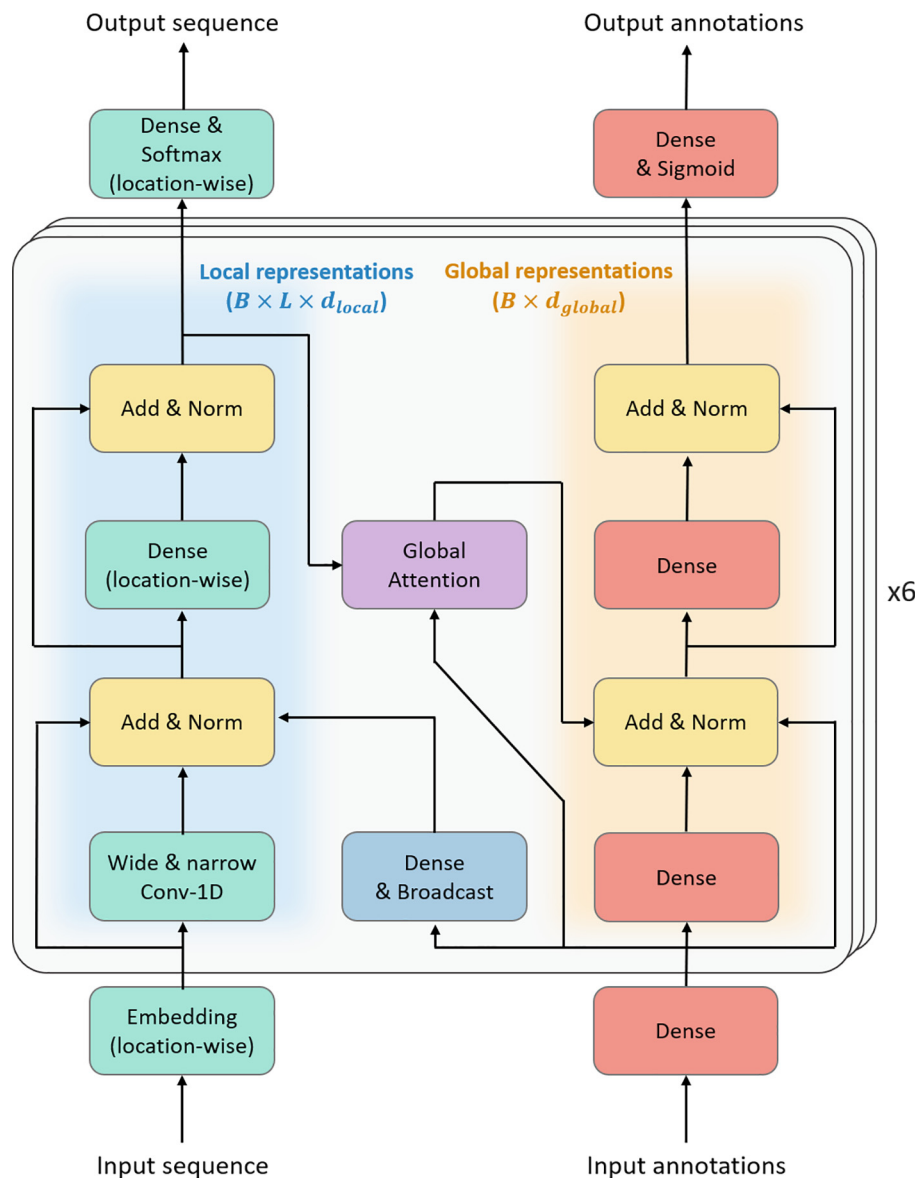 Output sequence
Output annotations
Dense &
Softmax
(location-wise)
Dense
& Sigmoid
Local representations
(B × L × d_local)
Global representations
(B × d_global)
Add & Norm
Add & Norm
Dense
(location-wise)
Global
Attention
Dense
x6
Add & Norm
Add & Norm
Wide & narrow
Conv-1D
Dense
& Broadcast
Dense
Embedding
(location-wise)
Dense
Input sequence
Input annotations